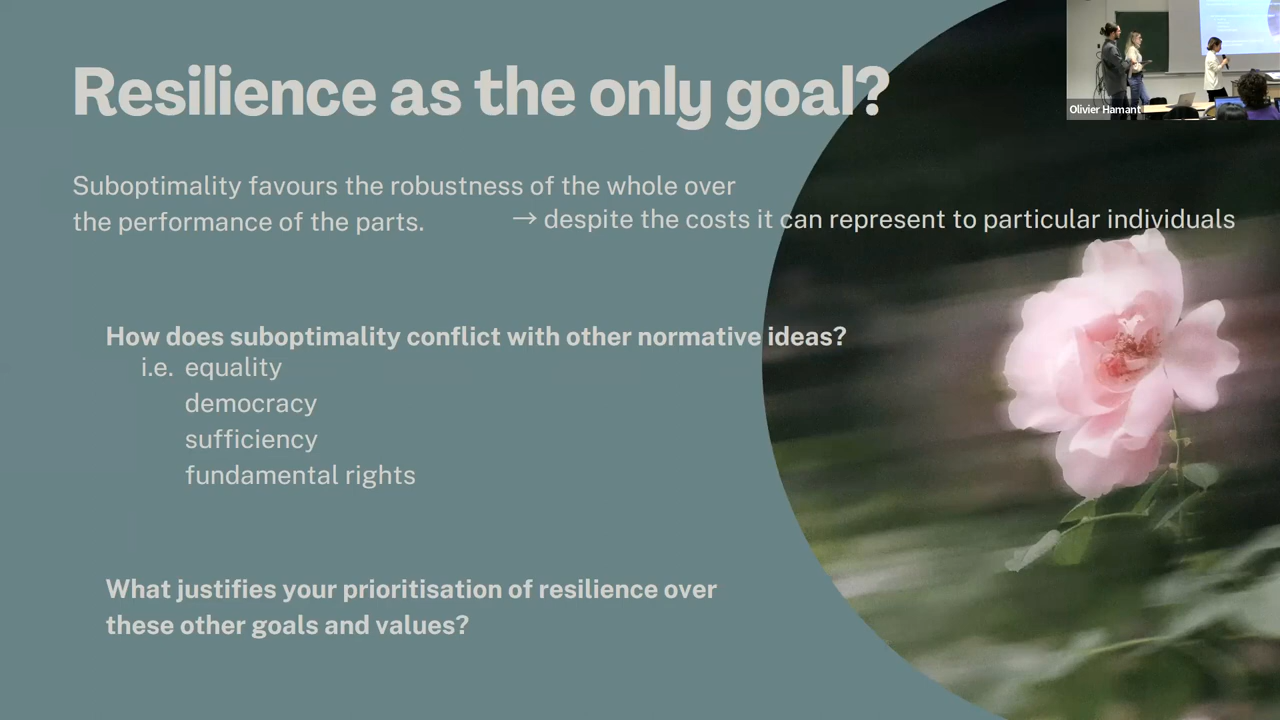 Resilience as the only goal?
Olivier Hamant
Suboptimality favours the robustness of the whole over
the performance of the parts.
→ despite the costs it can represent to particular individuals
How does suboptimality conflict with other normative ideas?
i.e. equality
democracy
sufficiency
fundamental rights
What justifies your prioritisation of resilience over
these other goals and values?